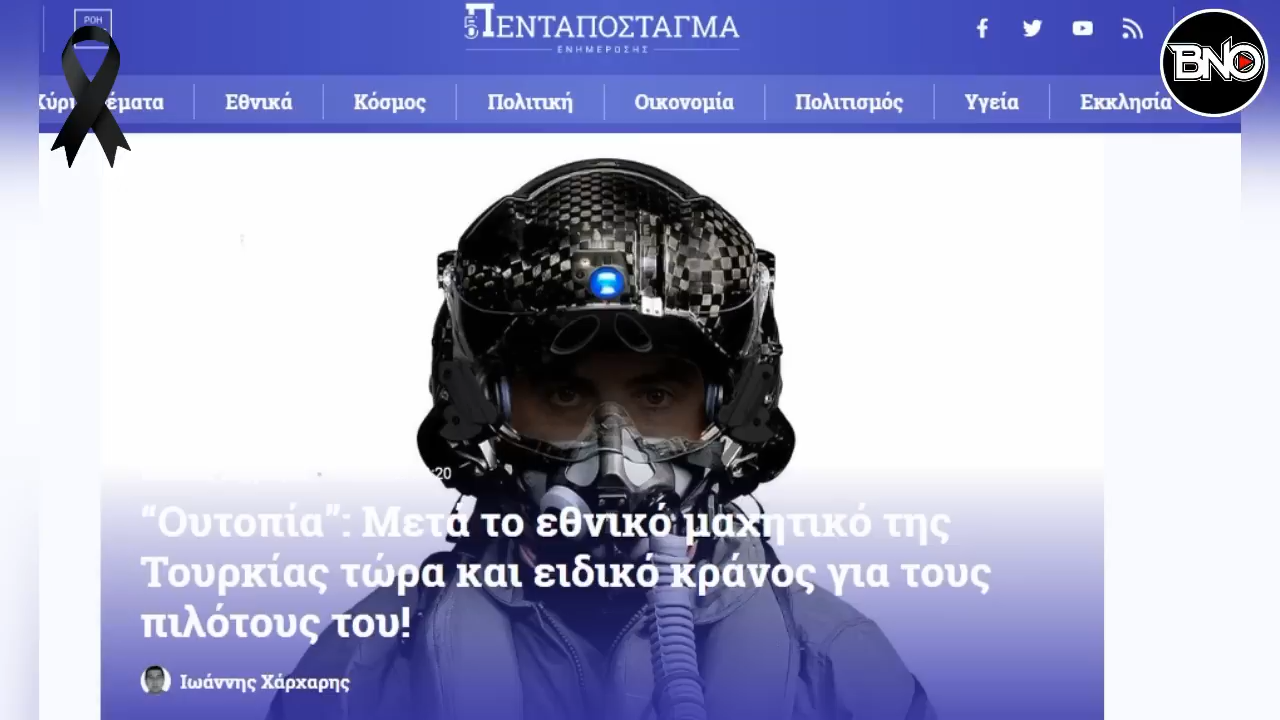 ΡΟΗ
ΠΕΝΤΑΠΟΣΤΑΓΜΑ
ΕΝΗΜΕΡΩΣΗΣ
BNO
Εθνικά
Κόσμος
Πολιτική
Οικονομία
Πολιτισμός
Υγεία
Εκκλησία
:20
“Ουτοπία”: Μετά το εθνικό μαχητικό της
Τουρκίας τώρα και ειδικό κράνος για τους
πιλότους του!
Ιωάννης Χάρχαρης